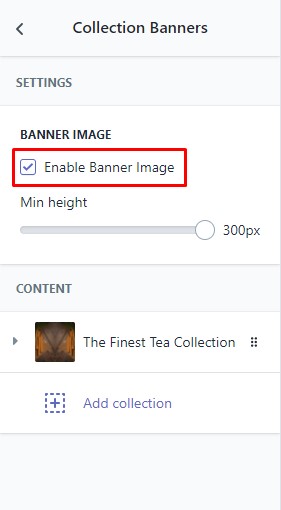 Collection Banners
SETTINGS
BANNER IMAGE
Enable Banner Image
Min height
300px
CONTENT
The Finest Tea Collection
Add collection